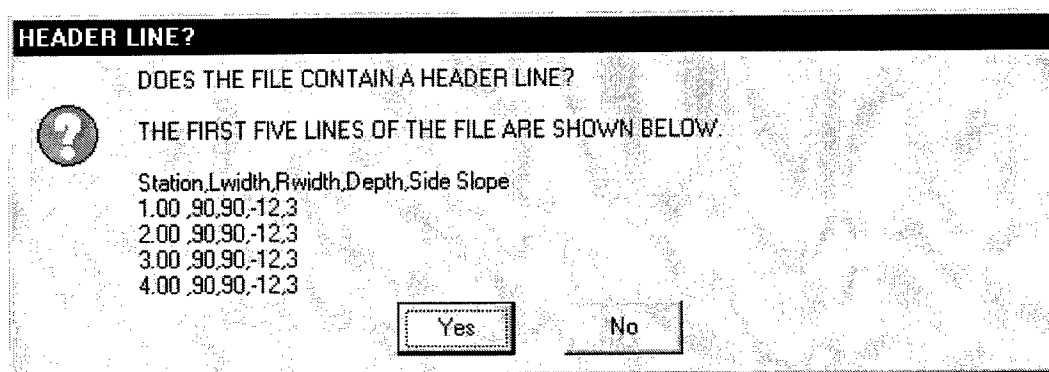 HEADER LINE?
DOES THE FILE CONTAIN A HEADER LINE?
THE FIRST FIVE LINES OF THE FILE ARE SHOWN BELOW.
Station,Lwidth,Rwidth,Depth,Side Slope
1.00 ,90,90,-12,3
2.00 ,90,90,-12,3
3.00 ,90,90,-12,3
4.00 ,90,90,-12,3
Yes
No